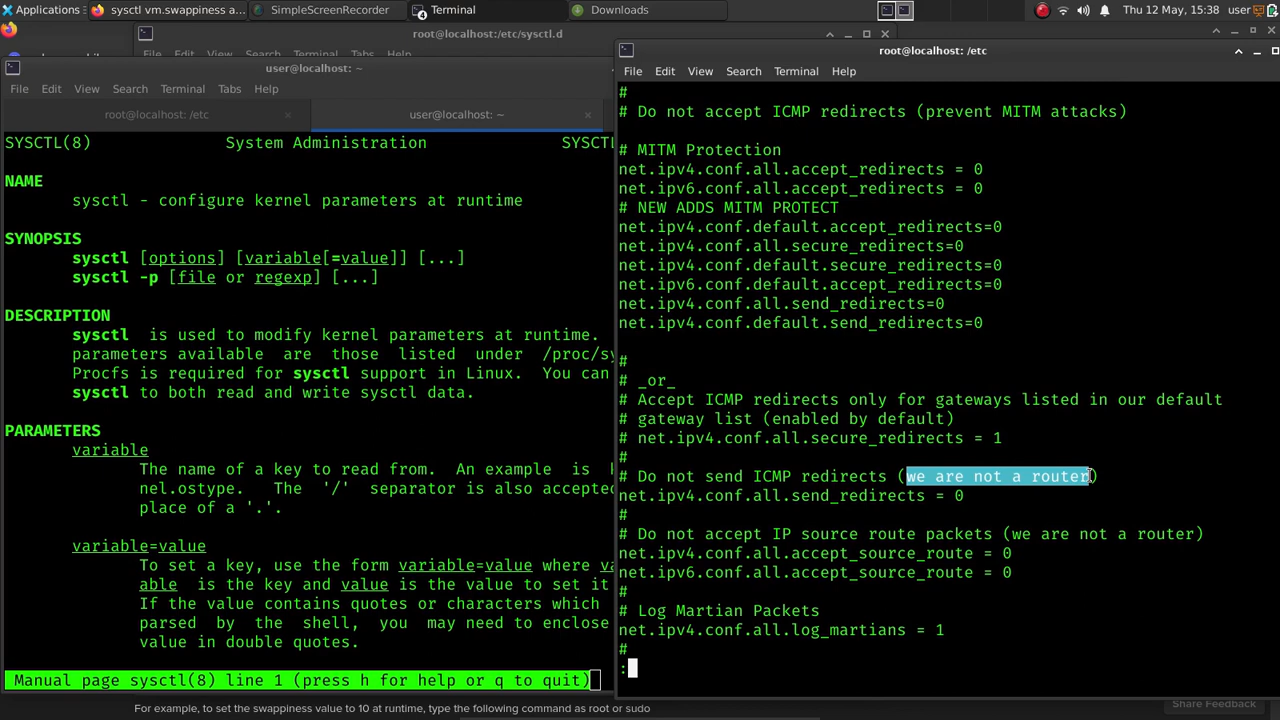 Applications
sysctl vm.swappiness a...
SimpleScreenRecorder
4
Terminal
Downloads
Thu 12 May, 15:38
user
root@localhost:/etc/sysctl.d
File Edit View Search Terminal Tabs Help
user@localhost: ~
File Edit View Search Terminal Tabs Help
root@localhost: /etc ×
user@localhost: ~ ×
SYSCTL(8) System Administration SYSCTL
NAME
sysctl - configure kernel parameters at runtime
SYNOPSIS
sysctl [options] [variable[=value]] [...]
sysctl -p [file or regexp] [...]
DESCRIPTION
sysctl is used to modify kernel parameters at runtime.
parameters available are those listed under /proc/sy
Procfs is required for sysctl support in Linux. You can
sysctl to both read and write sysctl data.
PARAMETERS
variable
The name of a key to read from. An example is k
nel.ostype. The '/' separator is also accepted
place of a '.'.
variable=value
To set a key, use the form variable=value where va
able is the key and value is the value to set it
If the value contains quotes or characters which
parsed by the shell, you may need to enclose
value in double quotes.
Manual page sysctl(8) line 1 (press h for help or q to quit)
root@localhost: /etc
File Edit View Search Terminal Help
#
# Do not accept ICMP redirects (prevent MITM attacks)
# MITM Protection
net.ipv4.conf.all.accept_redirects = 0
net.ipv6.conf.all.accept_redirects = 0
# NEW ADDS MITM PROTECT
net.ipv4.conf.default.accept_redirects=0
net.ipv4.conf.all.secure_redirects=0
net.ipv4.conf.default.secure_redirects=0
net.ipv6.conf.default.accept_redirects=0
net.ipv4.conf.all.send_redirects=0
net.ipv4.conf.default.send_redirects=0
#
# _or_
# Accept ICMP redirects only for gateways listed in our default
# gateway list (enabled by default)
# net.ipv4.conf.all.secure_redirects = 1
#
# Do not send ICMP redirects (we are not a router)
net.ipv4.conf.all.send_redirects = 0
#
# Do not accept IP source route packets (we are not a router)
net.ipv4.conf.all.accept_source_route = 0
net.ipv6.conf.all.accept_source_route = 0
#
# Log Martian Packets
net.ipv4.conf.all.log_martians = 1
#
:
For example, to set the swappiness value to 10 at runtime, type the following command as root or sudo
Share Feedback